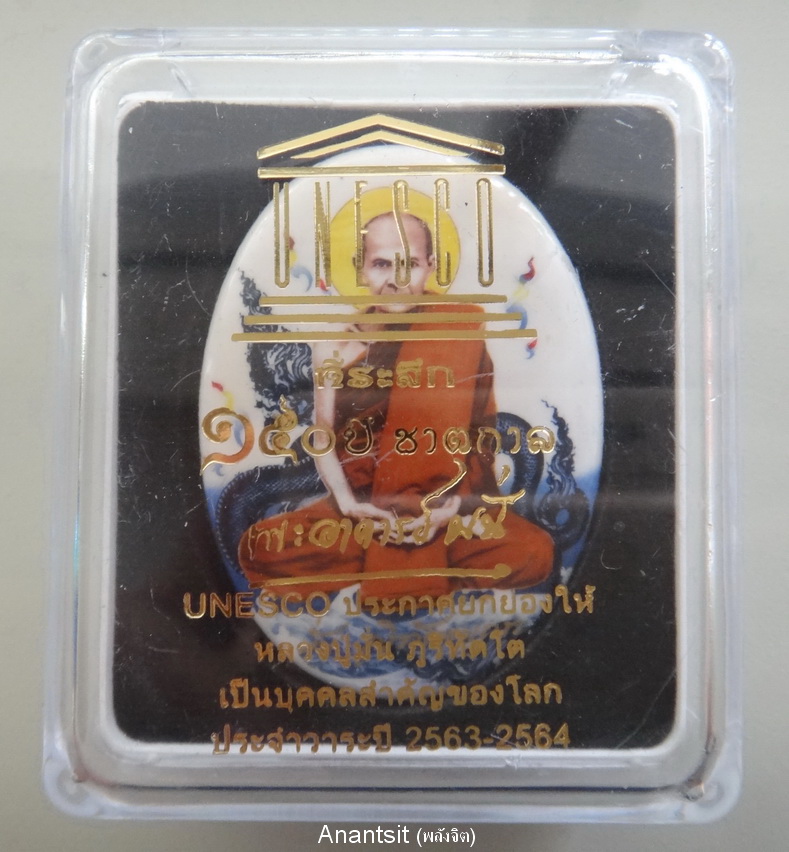 UNESCO
ที่ระลึก
๑๕๐ปี ชาตกาล
พระอาจารย์มั่น
UNESCO ประกาศยกย่องให้
หลวงปู่มั่น ภูริทัตโต
เป็นบุคคลสำคัญของโลก
ประจำวาระปี 2563-2564
Anantsit (พลังจิต)